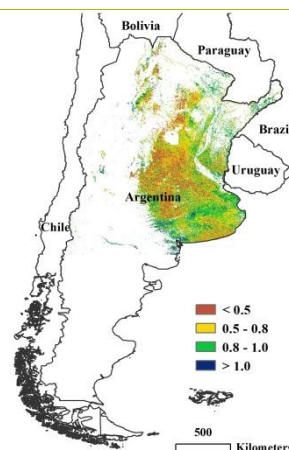 Bolivia
Paraguay
Brazi
Uruguay
Argentina
Chile
< 0.5
0.5 - 0.8
0.8 - 1.0
> 1.0
500
Kilometers